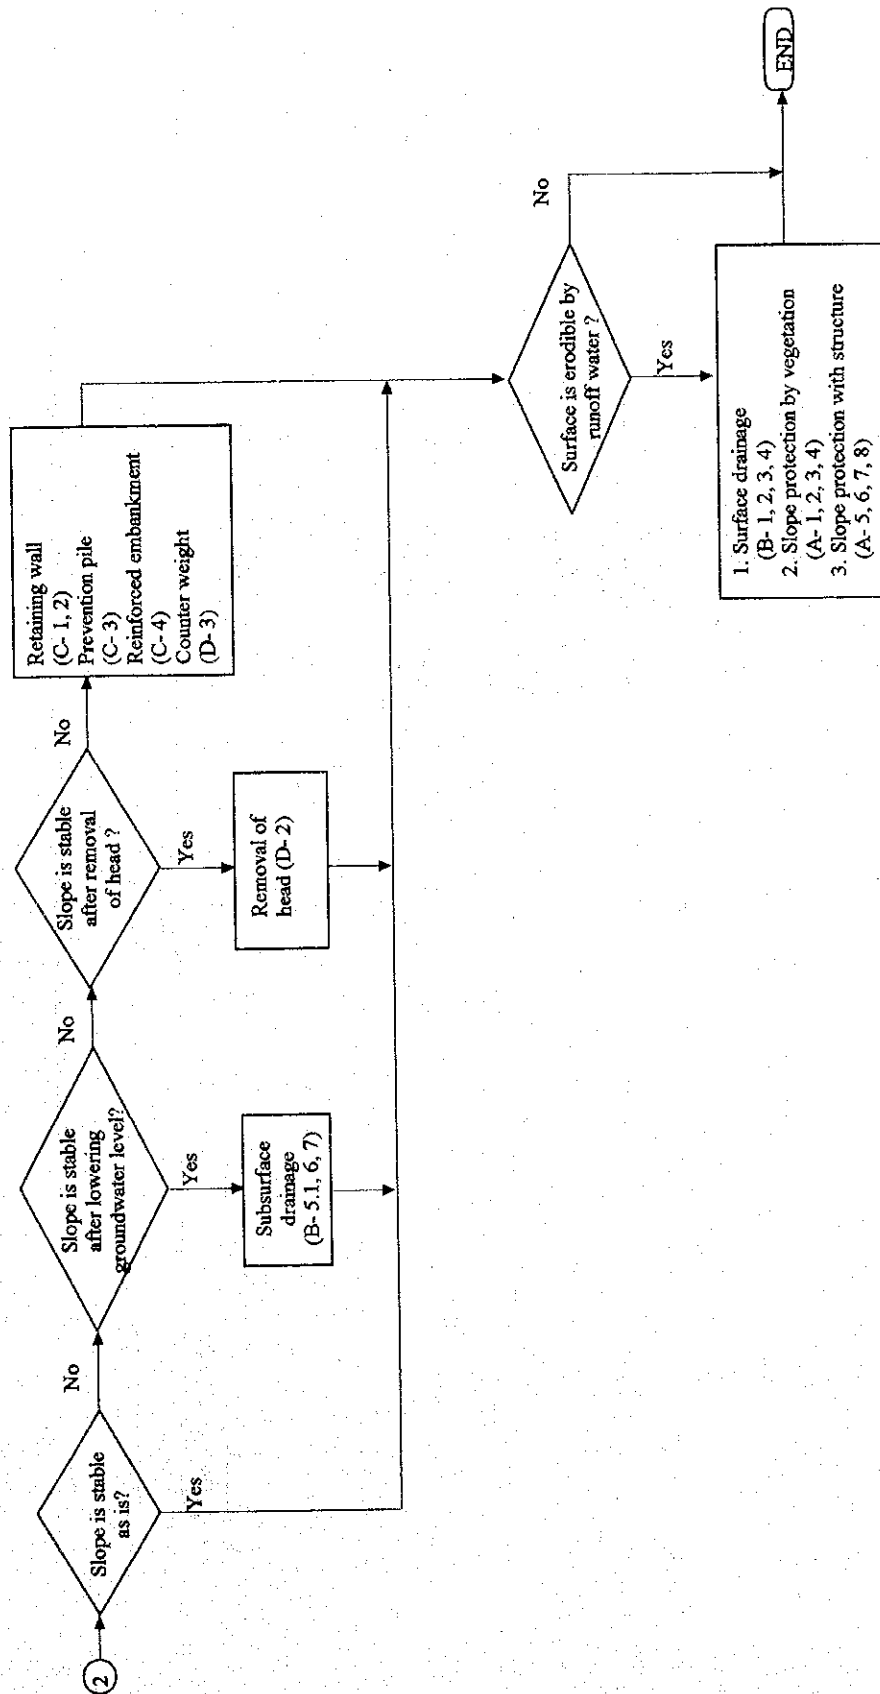 2
Slope is stable
as is?
No
Yes
Slope is stable
after lowering
groundwater level?
No
Yes
Subsurface
drainage
(B- 5.1, 6, 7)
Slope is stable
after removal
of head ?
No
Yes
Removal of
head (D- 2)
Retaining wall
(C- 1, 2)
Prevention pile
(C- 3)
Reinforced embankment
(C- 4)
Counter weight
(D- 3)
Surface is erodible by
runoff water ?
No
Yes
1. Surface drainage
(B- 1, 2, 3, 4)
2. Slope protection by vegetation
(A- 1, 2, 3, 4)
3. Slope protection with structure
(A- 5, 6, 7, 8)
END